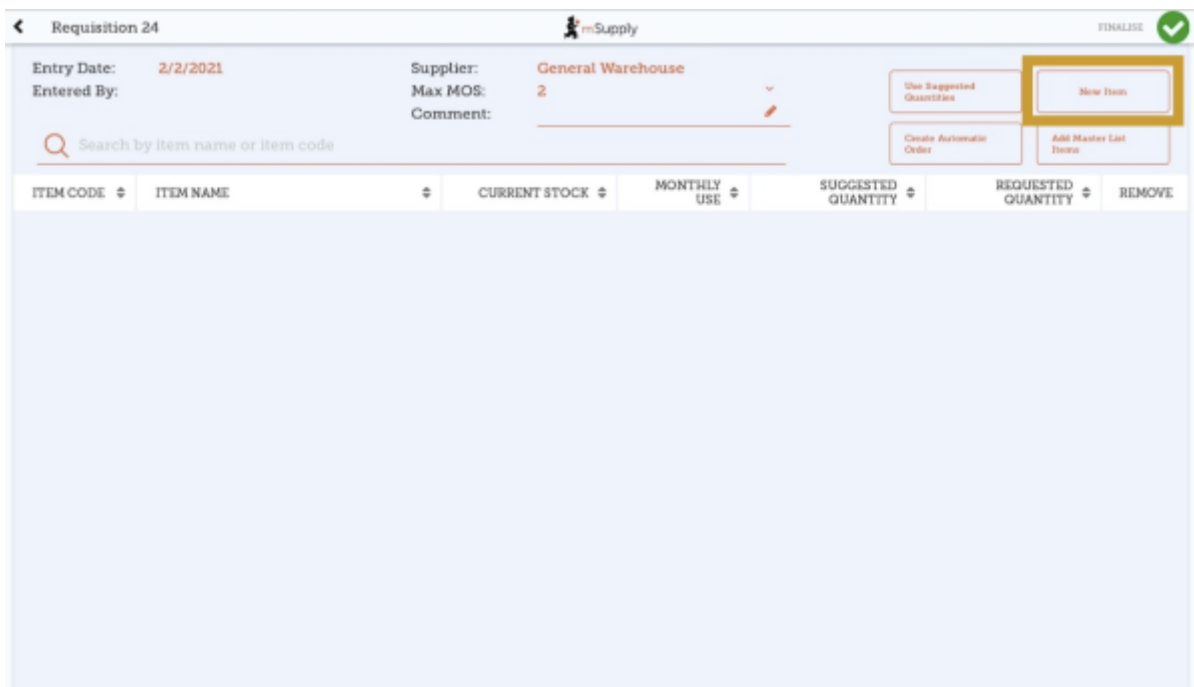 Requisition 24
mSupply
FINALISE
Entry Date: 2/2/2021
Supplier: General Warehouse
Entered By:
Max MOS: 2
Comment:
Use Suggested
Quantities
New Item
Search by item name or item code
Create Automatic
Order
Add Master List
Items
ITEM CODE ITEM NAME CURRENT STOCK MONTHLY USE SUGGESTED QUANTITY REQUESTED QUANTITY REMOVE